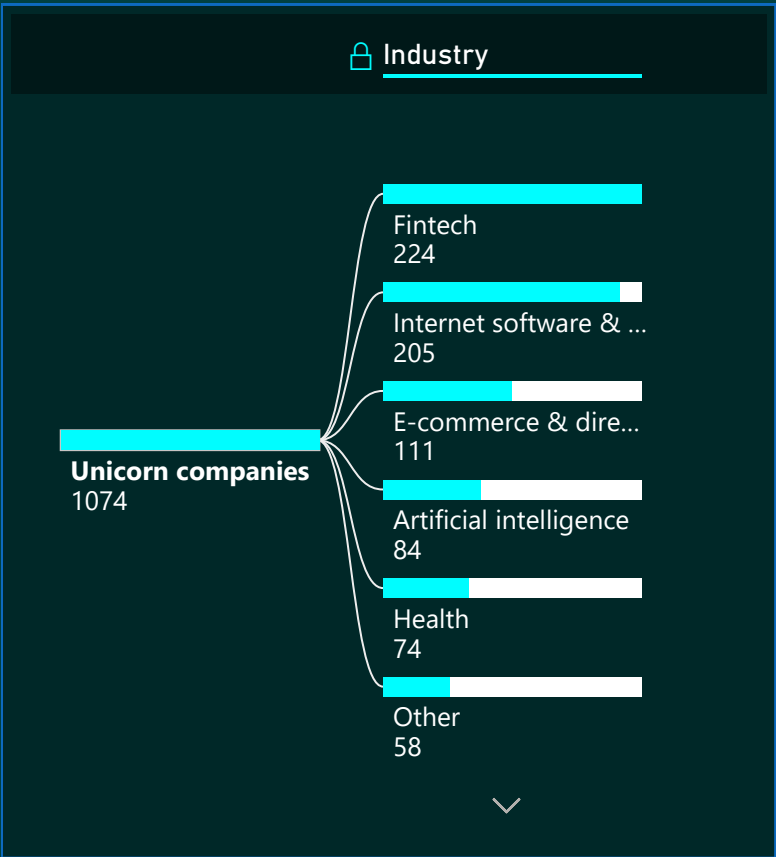 Industry
Fintech
224
Internet software & ...
205
E-commerce & dire...
111
Unicorn companies
1074
Artificial intelligence
84
Health
74
Other
58